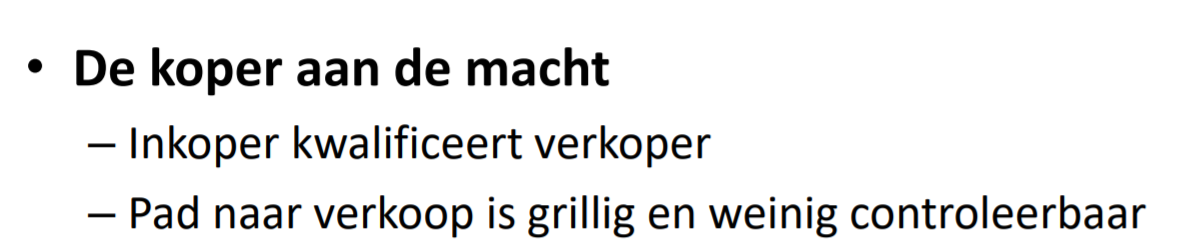 • De koper aan de macht
– Inkoper kwalificeert verkoper
– Pad naar verkoop is grillig en weinig controleerbaar